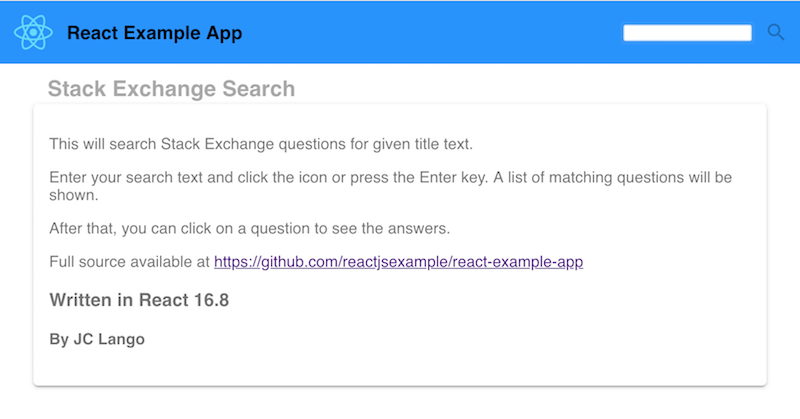 React Example App
Stack Exchange Search
This will search Stack Exchange questions for given title text.
Enter your search text and click the icon or press the Enter key. A list of matching questions will be
shown.
After that, you can click on a question to see the answers.
Full source available at https://github.com/reactjsexample/react-example-app
Written in React 16.8
By JC Lango